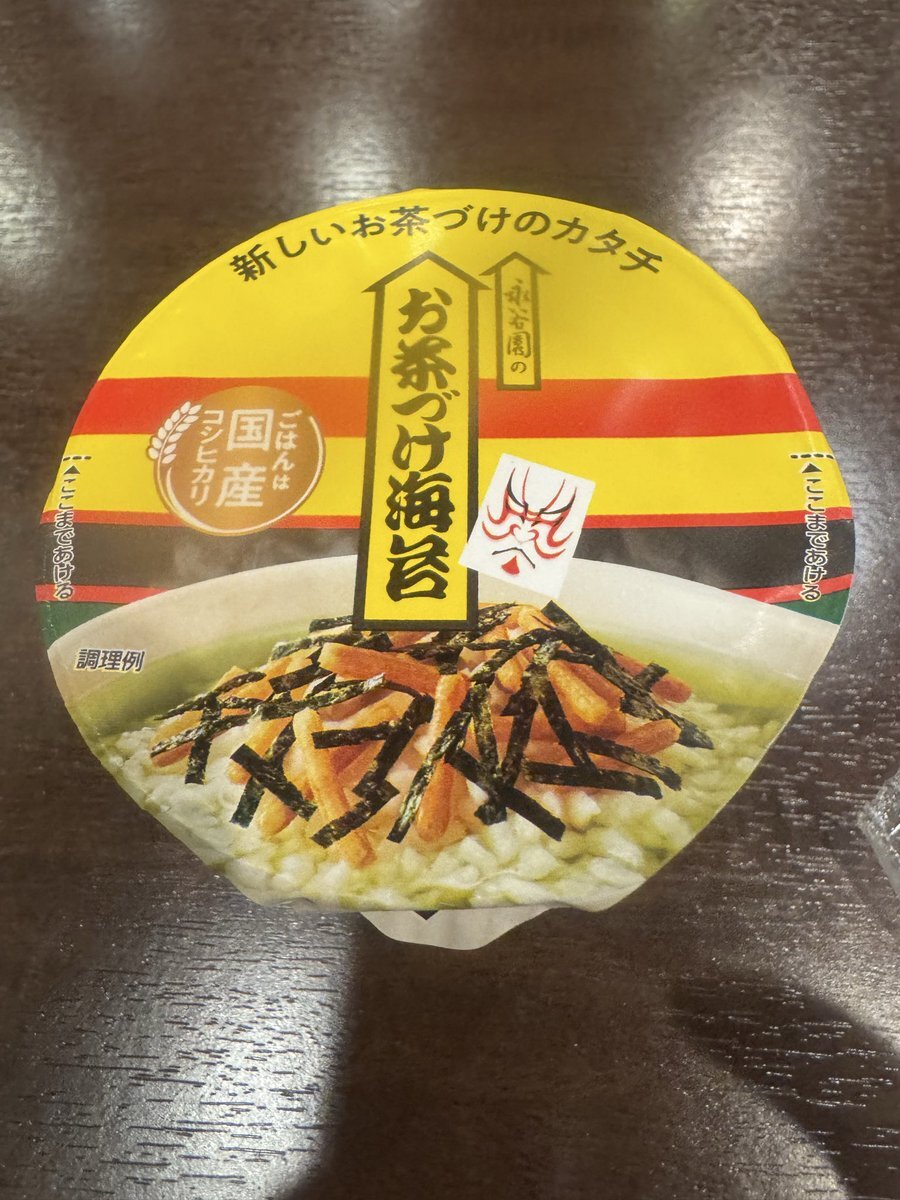 新しいお茶づけのカタチ
永谷園の
お茶づけ海苔
ごはんは
国産
コシヒカリ
ここまであける
ここまであける
調理例